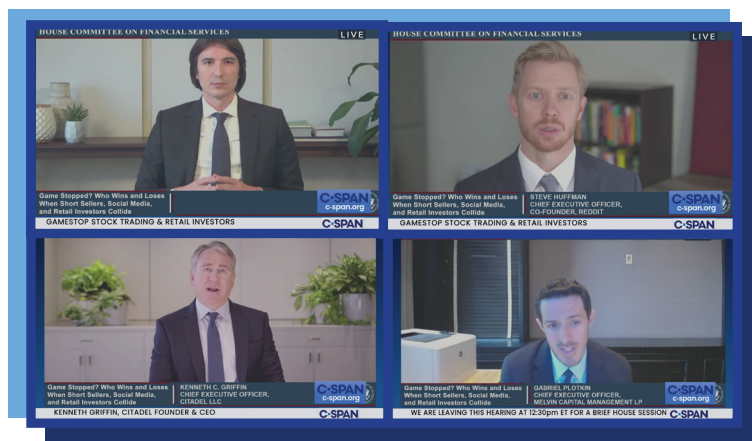 HOUSE COMMITTEE ON FINANCIAL SERVICES
LIVE
Game Stopped? Who Wins and Loses
When Short Sellers, Social Media,
and Retail Investors Collide
C-SPAN
c-span.org
GAMESTOP STOCK TRADING & RETAIL INVESTORS
C-SPAN
HOUSE COMMITTEE ON FINANCIAL SERVICES
LIVE
Game Stopped? Who Wins and Loses
When Short Sellers, Social Media,
and Retail Investors Collide
STEVE HUFFMAN
CHIEF EXECUTIVE OFFICER,
CO-FOUNDER, REDDIT
C-SPAN
c-span.org
GAMESTOP STOCK TRADING & RETAIL INVESTORS
C-SPAN
Game Stopped? Who Wins and Loses
When Short Sellers, Social Media,
and Retail Investors Collide
KENNETH C. GRIFFIN
CHIEF EXECUTIVE OFFICER,
CITADEL LLC
C-SPAN
c-span.org
KENNETH GRIFFIN, CITADEL FOUNDER & CEO
C-SPAN
Game Stopped? Who Wins and Loses
When Short Sellers, Social Media,
and Retail Investors Collide
GABRIEL PLOTKIN
CHIEF EXECUTIVE OFFICER,
MELVIN CAPITAL MANAGEMENT LP
C-SPAN
c-span.org
WE ARE LEAVING THIS HEARING AT 12:30pm ET FOR A BRIEF HOUSE SESSION
C-SPAN